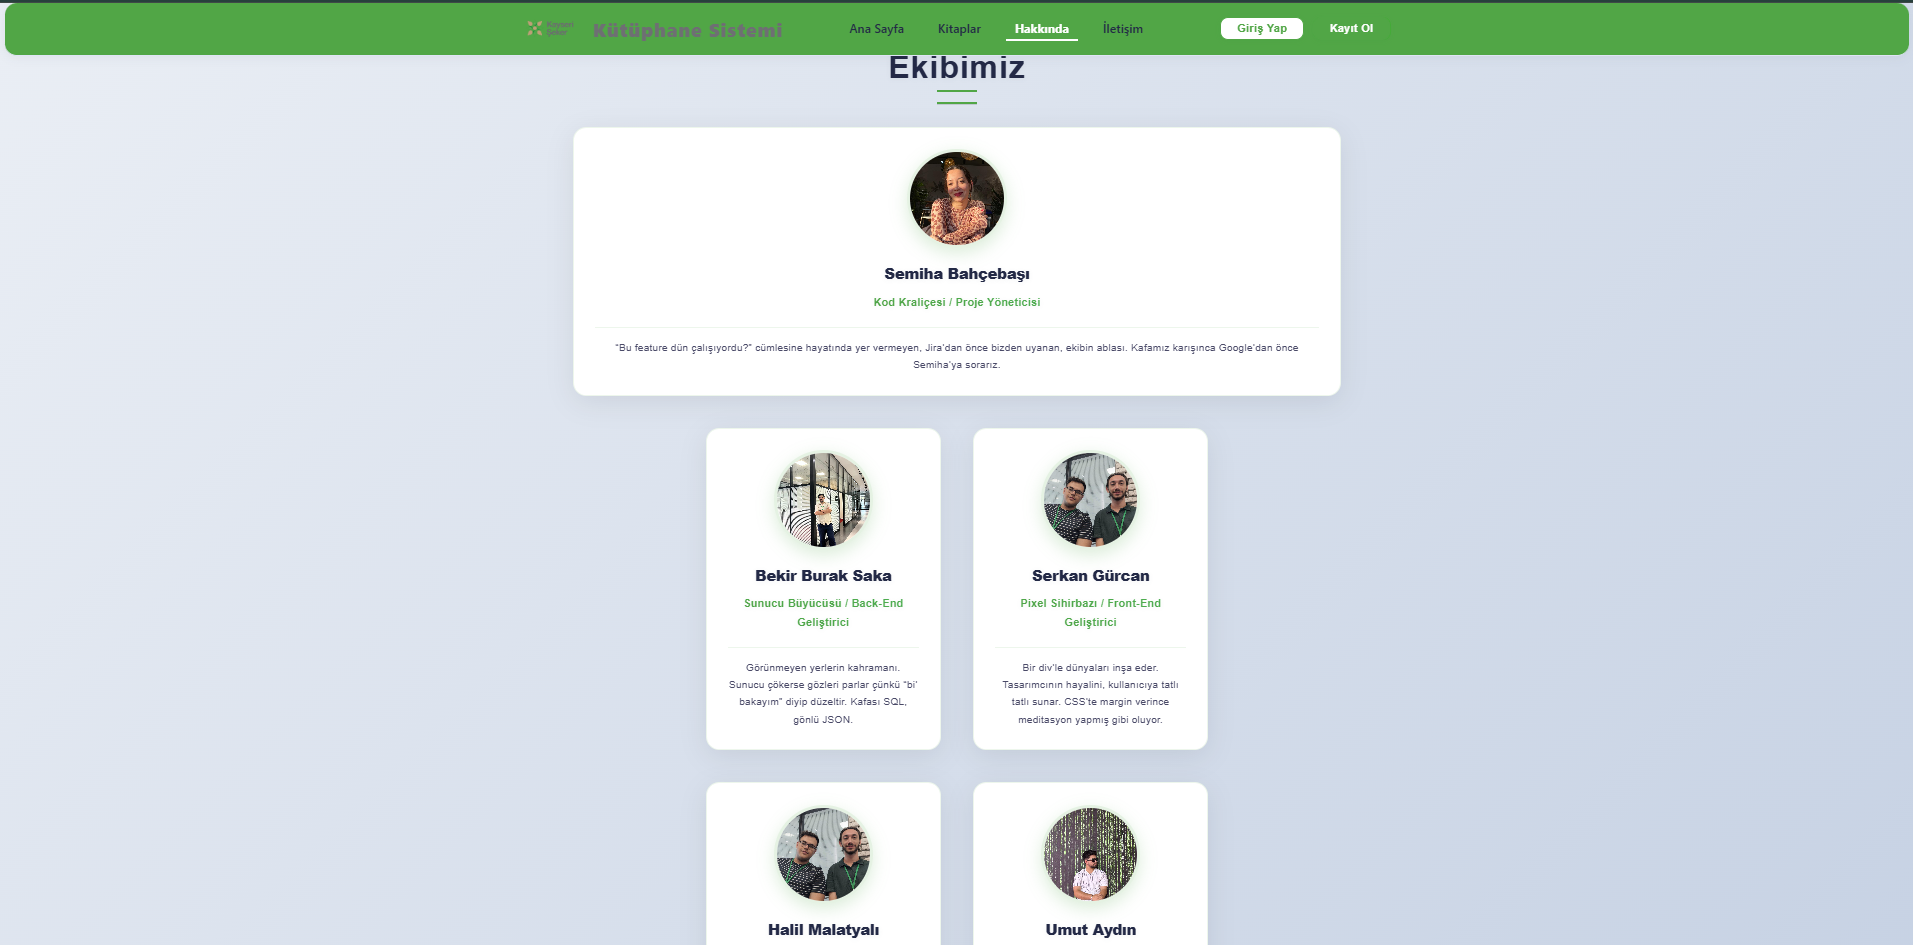 Kayseri
Şeker
Kütüphane Sistemi
Ana Sayfa
Kitaplar
Hakkında
İletişim
Giriş Yap
Kayıt Ol
Ekibimiz
Semiha Bahçebaşı
Kod Kraliçesi / Proje Yöneticisi
"Bu feature dün çalışıyordu?" cümlesine hayatında yer vermeyen, Jira'dan önce bizden uyanan, ekibin ablası. Kafamız karışınca Google'dan önce
Semiha'ya sorarız.
Bekir Burak Saka
Sunucu Büyücüsü / Back-End
Geliştirici
Görünmeyen yerlerin kahramanı.
Sunucu çökerse gözleri parlar çünkü "bi'
bakayım" diyip düzeltir. Kafası SQL,
gönlü JSON.
Serkan Gürcan
Pixel Sihirbazı / Front-End
Geliştirici
Bir div'le dünyaları inşa eder.
Tasarımcının hayalini, kullanıcıya tatlı
tatlı sunar. CSS'te margin verince
meditasyon yapmış gibi oluyor.
Halil Malatyalı
Umut Aydın